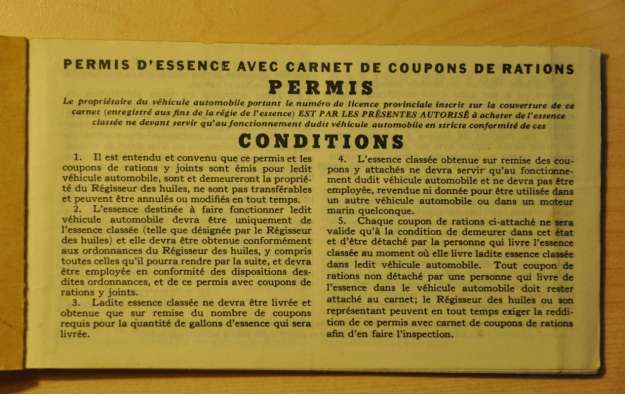 PERMIS D'ESSENCE AVEC CARNET DE COUPONS DE RATIONS
PERMIS
Le propriétaire du véhicule automobile portant le numéro de licence provinciale inscrit sur la couverture de ce
carnet (enregistré aux fins de la régie de l'essence) EST PAR LES PRÉSENTES AUTORISÉ à acheter de l'essence
classée ne devant servir qu'au fonctionnement dudit véhicule automobile en stricte conformité de ces
CONDITIONS
1. Il est entendu et convenu que ce permis et les
coupons de rations y joints sont émis pour ledit
véhicule automobile, sont et demeureront la proprié-
té du Régisseur des huiles, ne sont pas transférables
et peuvent être annulés ou modifiés en tout temps.
2. L'essence destinée à faire fonctionner ledit
véhicule automobile devra être uniquement de
l'essence classée (telle que désignée par le Régisseur
des huiles) et elle devra être obtenue conformément
aux ordonnances du Régisseur des huiles, y compris
toutes celles qu'il pourra rendre par la suite, et devra
être employée en conformité des dispositions des-
dites ordonnances, et de ce permis avec coupons de
rations y joints.
3. Ladite essence classée ne devra être livrée et
obtenue que sur remise du nombre de coupons
requis pour la quantité de gallons d'essence qui sera
livrée.
4. L'essence classée obtenue sur remise des cou-
pons y attachés ne devra servir qu'au fonctionne-
ment dudit véhicule automobile et ne devra pas être
employée, revendue ni donnée pour être utilisée dans
un autre véhicule automobile ou dans un moteur
marin quelconque.
5. Chaque coupon de rations ci-attaché ne sera
valide qu'à la condition de demeurer dans cet état
et d'être détaché par la personne qui livre l'essence
classée au moment où elle livre ladite essence classée
dans ledit véhicule automobile. Tout coupon de
rations non détaché par une personne qui livre de
l'essence dans le véhicule automobile doit rester
attaché au carnet; le Régisseur des huiles ou son
représentant peuvent en tout temps exiger la reddi-
tion de ce permis avec carnet de coupons de rations
afin d'en faire l'inspection.